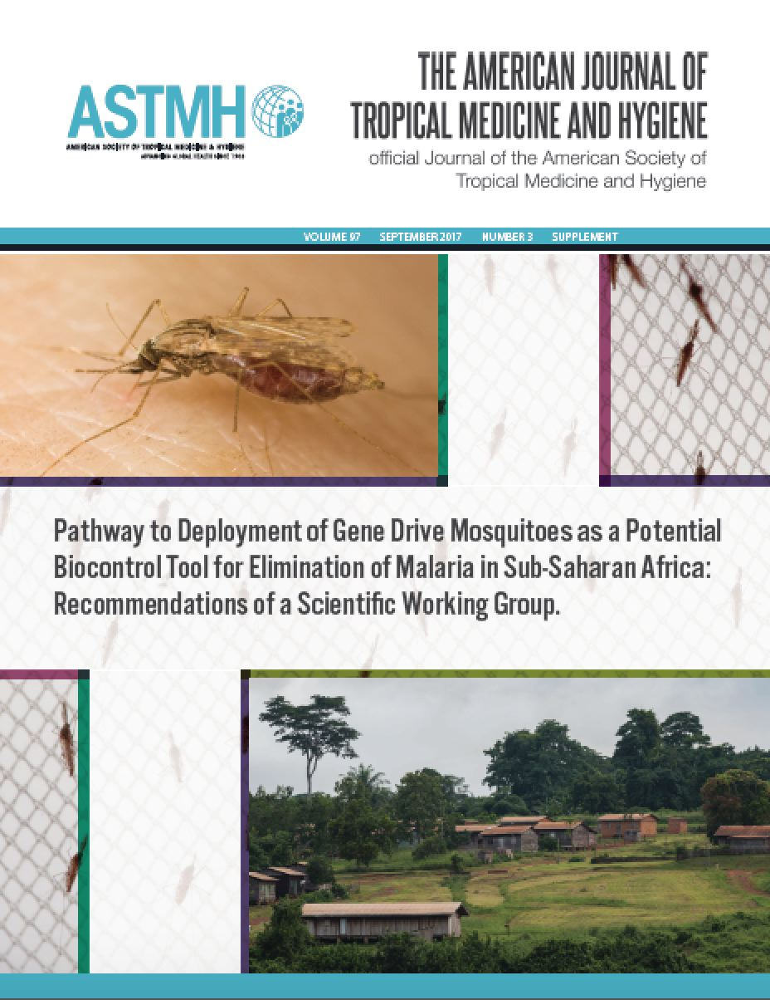 ASTMH
AMERICAN SOCIETY OF TROPICAL MEDICINE & HYGIENE
ADVANCING GLOBAL HEALTH SINCE 1903
THE AMERICAN JOURNAL OF
TROPICAL MEDICINE AND HYGIENE
official Journal of the American Society of
Tropical Medicine and Hygiene
VOLUME 97 SEPTEMBER 2017 NUMBER 3 SUPPLEMENT
Pathway to Deployment of Gene Drive Mosquitoes as a Potential
Biocontrol Tool for Elimination of Malaria in Sub-Saharan Africa:
Recommendations of a Scientific Working Group.